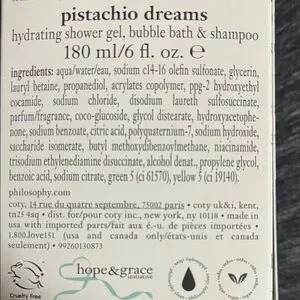 pistachio dreams
hydrating shower gel, bubble bath & shampoo
180 ml/6 fl. oz. ℮
ingredients: aqua/water/eau, sodium c14-16 olefin sulfonate, glycerin,
lauryl betaine, propanediol, acrylates copolymer, ppg-2 hydroxyethyl
cocamide, sodium chloride, disodium laureth sulfosuccinate,
parfum/fragrance, coco-glucoside, glycol distearate, hydroxyacetophe-
none, sodium benzoate, citric acid, polyquaternium-7, sodium hydroxide,
saccharide isomerate, butyl methoxydibenzoylmethane, niacinamide,
trisodium ethylenediamine disuccinate, alcohol denat., propylene glycol,
benzoic acid, sodium citrate, green 5 (ci 61570), yellow 5 (ci 19140).
philosophy.com
coty, 14 rue du quatre septembre, 75002 paris • coty uk&i, kent,
tn25 4aq • dist. for/pour coty inc., new york, ny 10118 • made in
usa with imported parts/fait aux é.-u. de pièces importées •
1.800.love151 (usa and canada only/états-unis et canada
seulement) • 99260130873
Cruelty Free
hope&grace
initiative